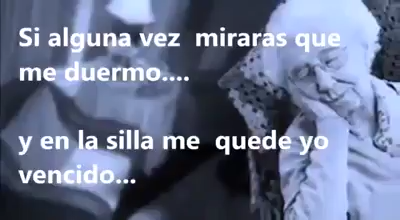 Si alguna vez miraras que
me duermo....
y en la silla me quede yo
vencido...